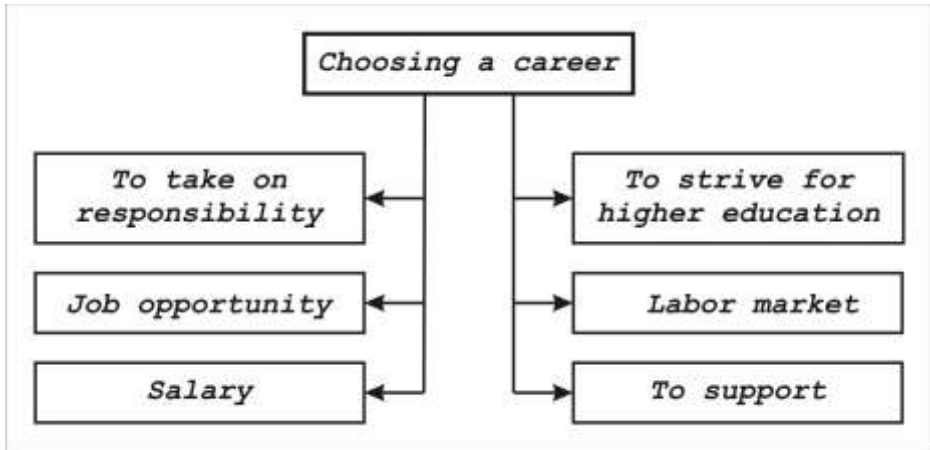 Choosing a career
To take on
responsibility
To strive for
higher education
Job opportunity
Labor market
Salary
To support